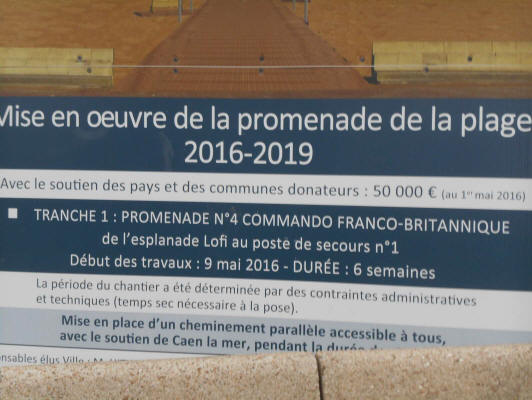 Mise en oeuvre de la promenade de la plage
2016-2019
Avec le soutien des pays et des communes donateurs : 50 000 € (au 1er mai 2016)
■ TRANCHE 1 : PROMENADE N°4 COMMANDO FRANCO-BRITANNIQUE
de l'esplanade Lofi au poste de secours n°1
Début des travaux : 9 mai 2016 - DURÉE : 6 semaines
La période du chantier a été déterminée par des contraintes administratives
et techniques (temps sec nécessaire à la pose).
Mise en place d'un cheminement parallèle accessible à tous,
avec le soutien de Caen la mer, pendant la durée
nsables élus Ville :